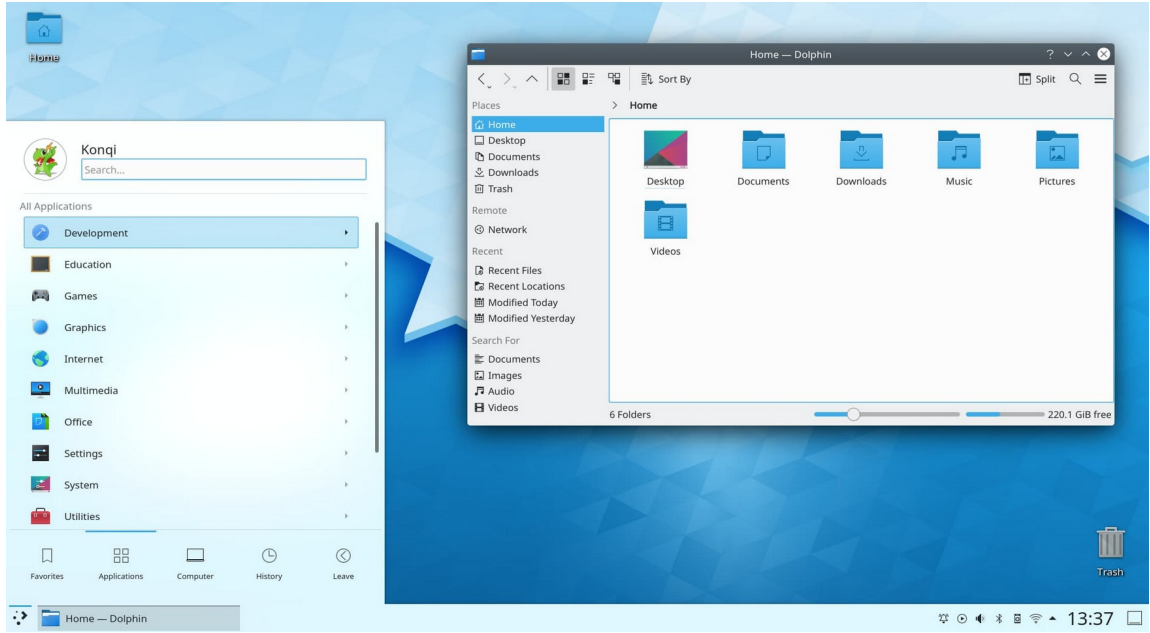 Home
Home — Dolphin
Sort By
Split
Places
Home
Desktop
Documents
Downloads
Trash
Remote
Network
Recent
Recent Files
Recent Locations
Modified Today
Modified Yesterday
Search For
Documents
Images
Audio
Videos
Home
Desktop
Documents
Downloads
Music
Pictures
Videos
6 Folders
220.1 GiB free
Konqi
Search...
All Applications
Development
Education
Games
Graphics
Internet
Multimedia
Office
Settings
System
Utilities
Favorites
Applications
Computer
History
Leave
Trash
Home — Dolphin
13:37